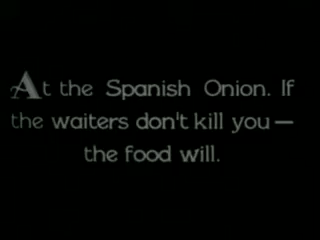 At the Spanish Onion. If
the waiters don't kill you—
the food will.